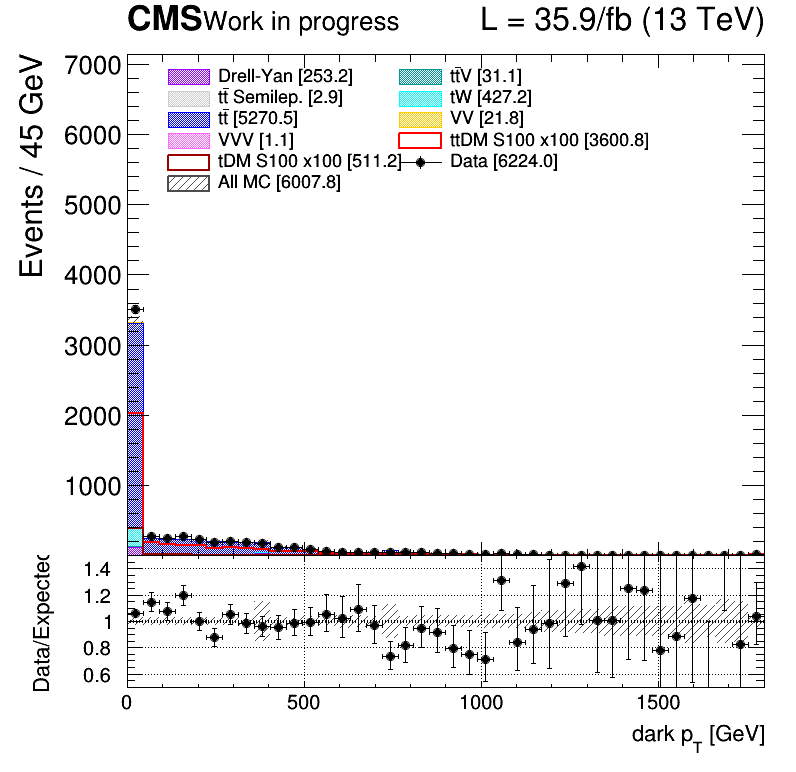 CMS Work in progress L = 35.9/fb (13 TeV)
Events / 45 GeV
7000
6000
5000
4000
3000
2000
1000
Drell-Yan [253.2]
tt̄ Semilep. [2.9]
tt̄ [5270.5]
VVV [1.1]
tDM S100 x100 [511.2]
All MC [6007.8]
tt̄V [31.1]
tW [427.2]
VV [21.8]
ttDM S100 x100 [3600.8]
Data [6224.0]
Data/Expected
1.4
1.2
1
0.8
0.6
0 500 1000 1500
dark p_T [GeV]